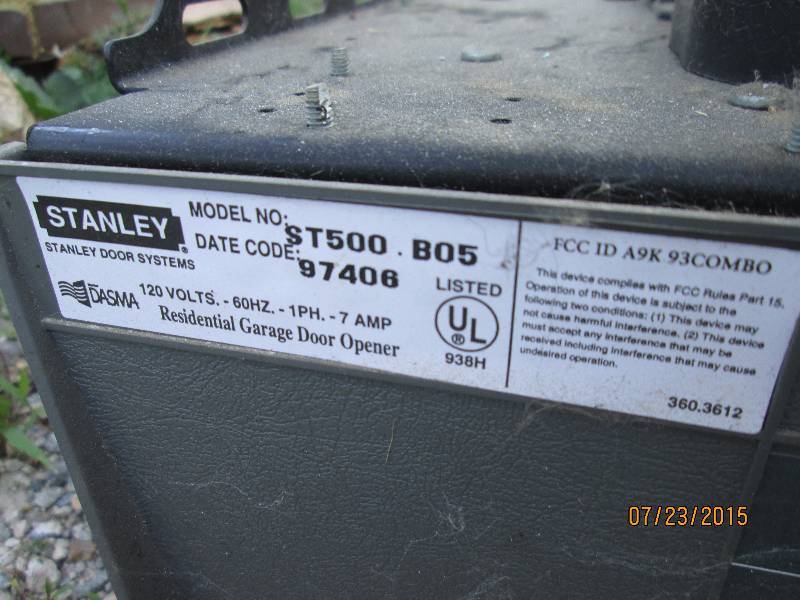 STANLEY®
STANLEY DOOR SYSTEMS
MODEL NO: ST500 . B05
DATE CODE: 97406
DASMA
120 VOLTS. - 60HZ. - 1PH. - 7 AMP
Residential Garage Door Opener
LISTED
UL®
938H
FCC ID A9K 93COMBO
This device complies with FCC Rules Part 15.
Operation of this device is subject to the
following two conditions: (1) This device may
not cause harmful interference. (2) This device
must accept any interference that may be
received including interference that may cause
undesired operation.
360.3612
07/23/2015